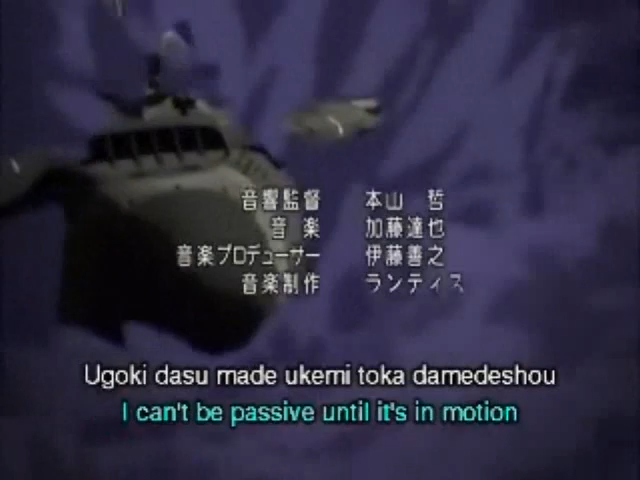 音響監督 本山 哲
音楽 加藤達也
音楽プロデューサー 伊藤善之
音楽制作 ランティス
Ugoki dasu made ukemi toka damedeshou
I can't be passive until it's in motion